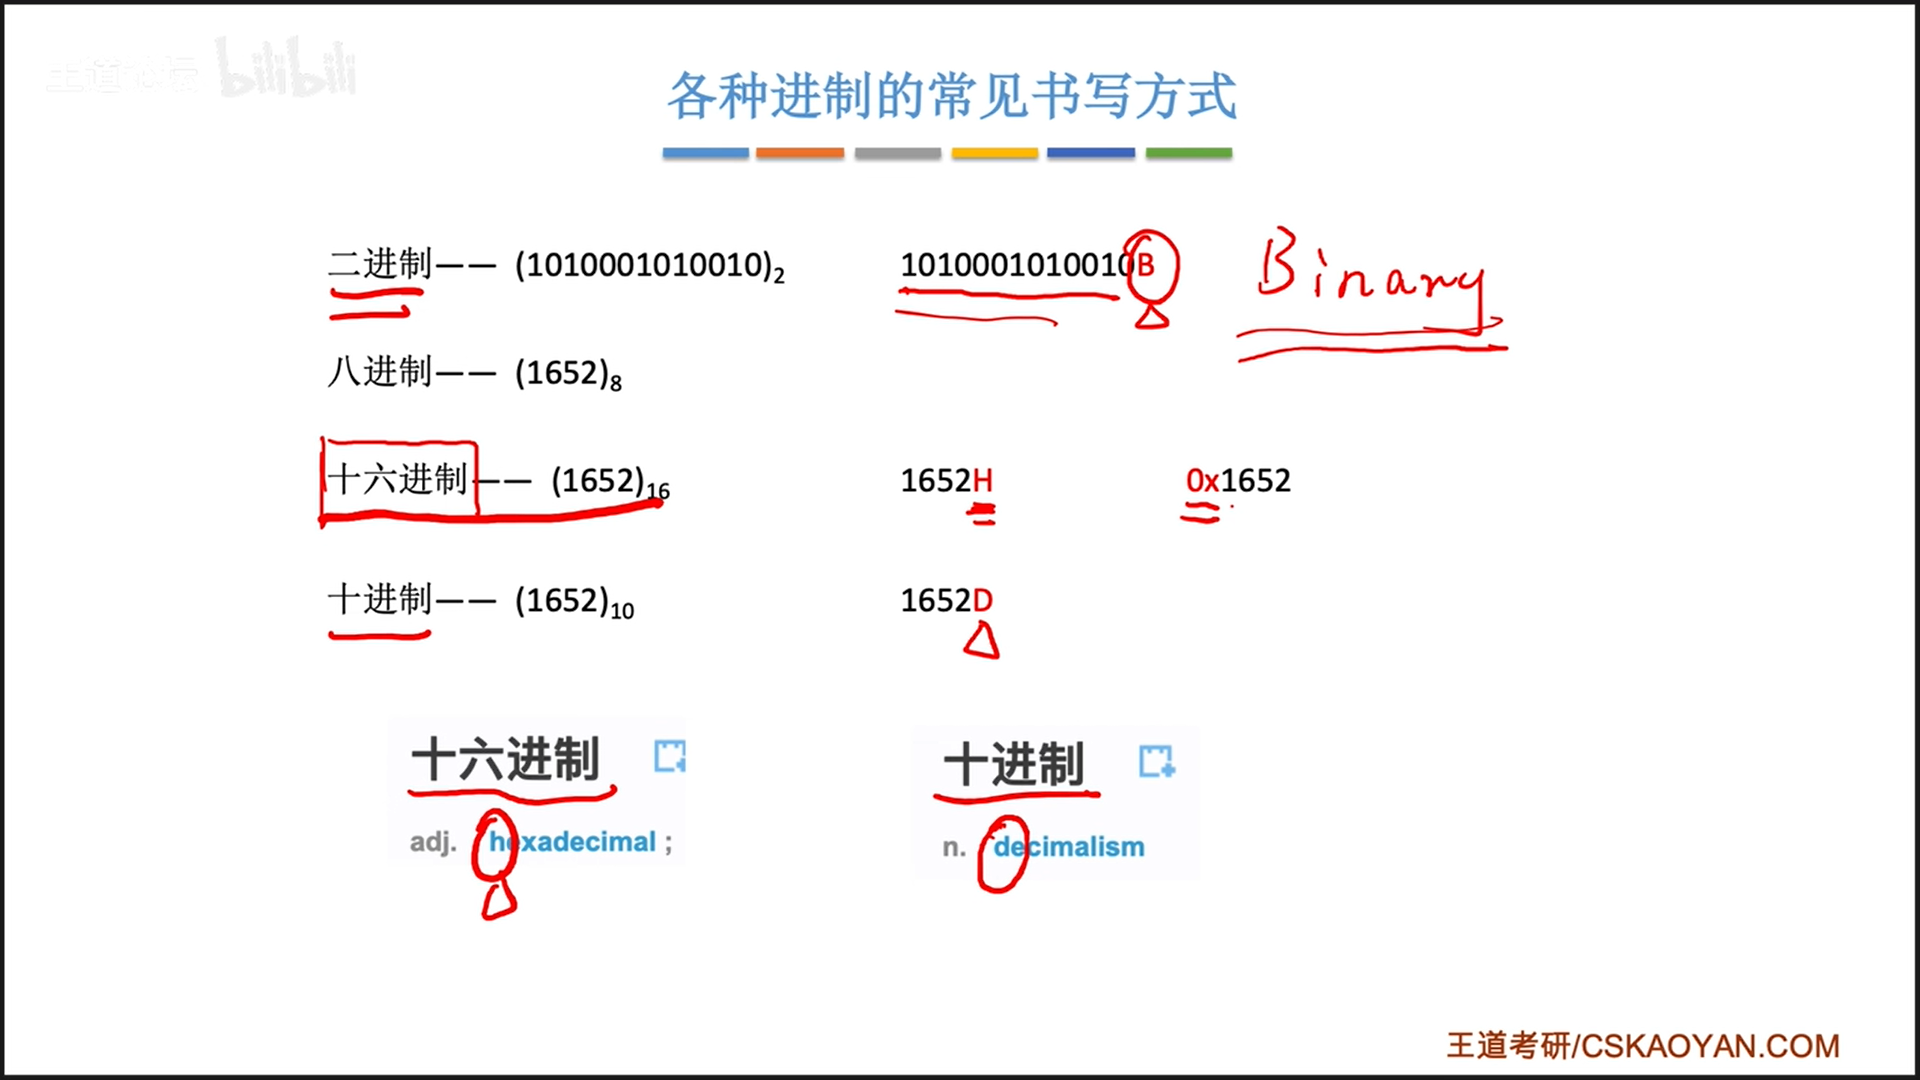 王道论坛 bilibili
各种进制的常见书写方式
二进制—— (1010001010010)₂ 1010001010010B Binary
八进制—— (1652)₈
十六进制—— (1652)₁₆ 1652H 0x1652
十进制—— (1652)₁₀ 1652D
十六进制 十进制
adj. hexadecimal ; n. decimalism
王道考研/CSKAOYAN.COM